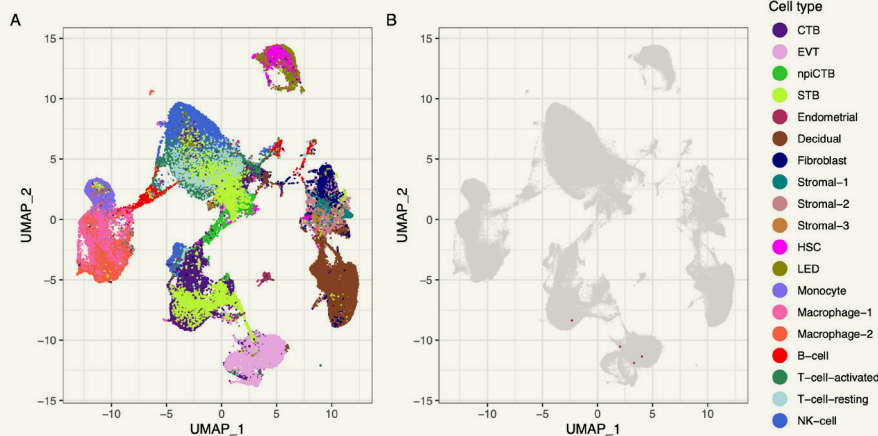 A
B
Cell type
CTB
EVT
npiCTB
STB
Endometrial
Decidual
Fibroblast
Stromal-1
Stromal-2
Stromal-3
HSC
LED
Monocyte
Macrophage-1
Macrophage-2
B-cell
T-cell-activated
T-cell-resting
NK-cell
UMAP_2
15
10
5
0
−5
−10
−15
−10
−5
0
5
10
UMAP_1
UMAP_2
15
10
5
0
−5
−10
−15
−10
−5
0
5
10
UMAP_1